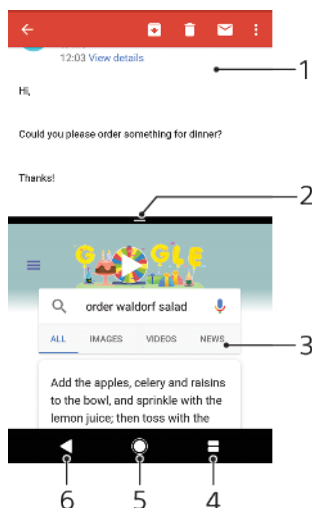 12:03 View details
1
Hi,
Could you please order something for dinner?
Thanks!
2
GOOGLE
order waldorf salad
ALL IMAGES VIDEOS NEWS
3
Add the apples, celery and raisins
to the bowl, and sprinkle with the
lemon juice; then toss with the
6 5 4